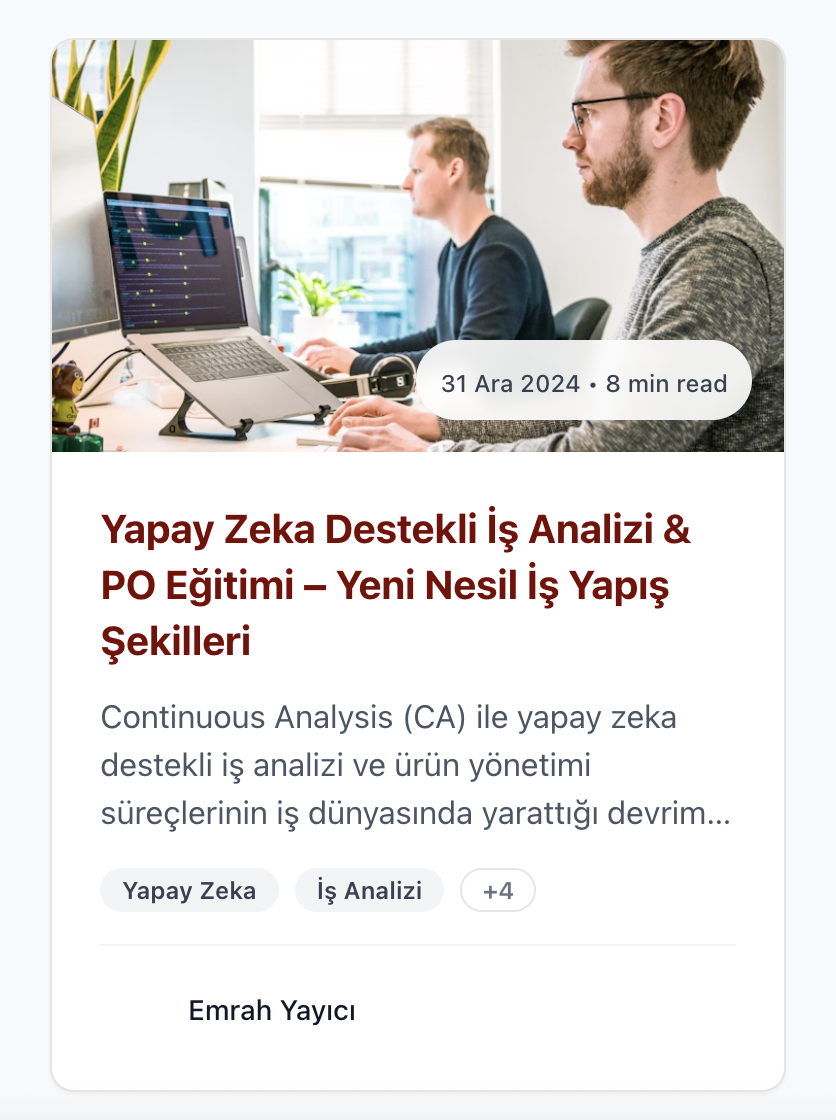 31 Ara 2024 • 8 min read
Yapay Zeka Destekli İş Analizi &
PO Eğitimi – Yeni Nesil İş Yapış
Şekilleri
Continuous Analysis (CA) ile yapay zeka
destekli iş analizi ve ürün yönetimi
süreçlerinin iş dünyasında yarattığı devrim...
Yapay Zeka
İş Analizi
+4
Emrah Yayıcı